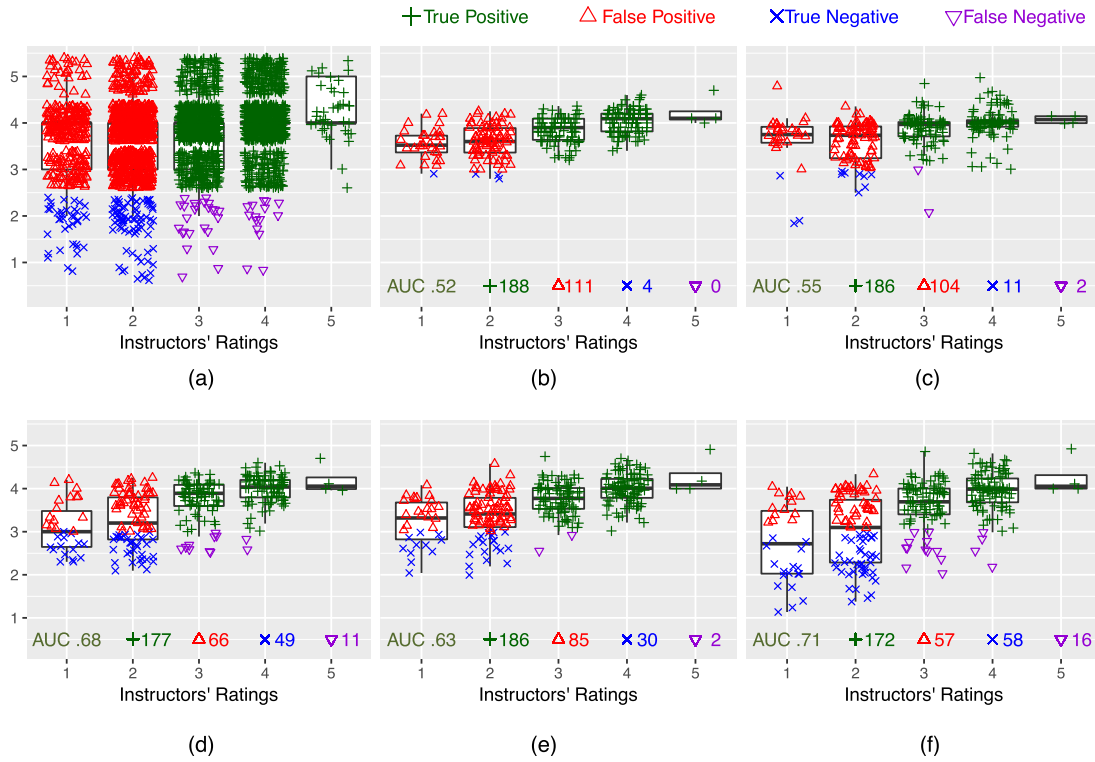 True Positive False Positive True Negative False Negative
5
4
3
2
1
AUC .52 188 111 4 0
AUC .55 186 104 11 2
1 2 3 4 5
1 2 3 4 5
1 2 3 4 5
Instructors' Ratings
Instructors' Ratings
Instructors' Ratings
(a)
(b)
(c)
5
4
3
2
1
AUC .68 177 66 49 11
AUC .63 186 85 30 2
AUC .71 172 57 58 16
1 2 3 4 5
1 2 3 4 5
1 2 3 4 5
Instructors' Ratings
Instructors' Ratings
Instructors' Ratings
(d)
(e)
(f)